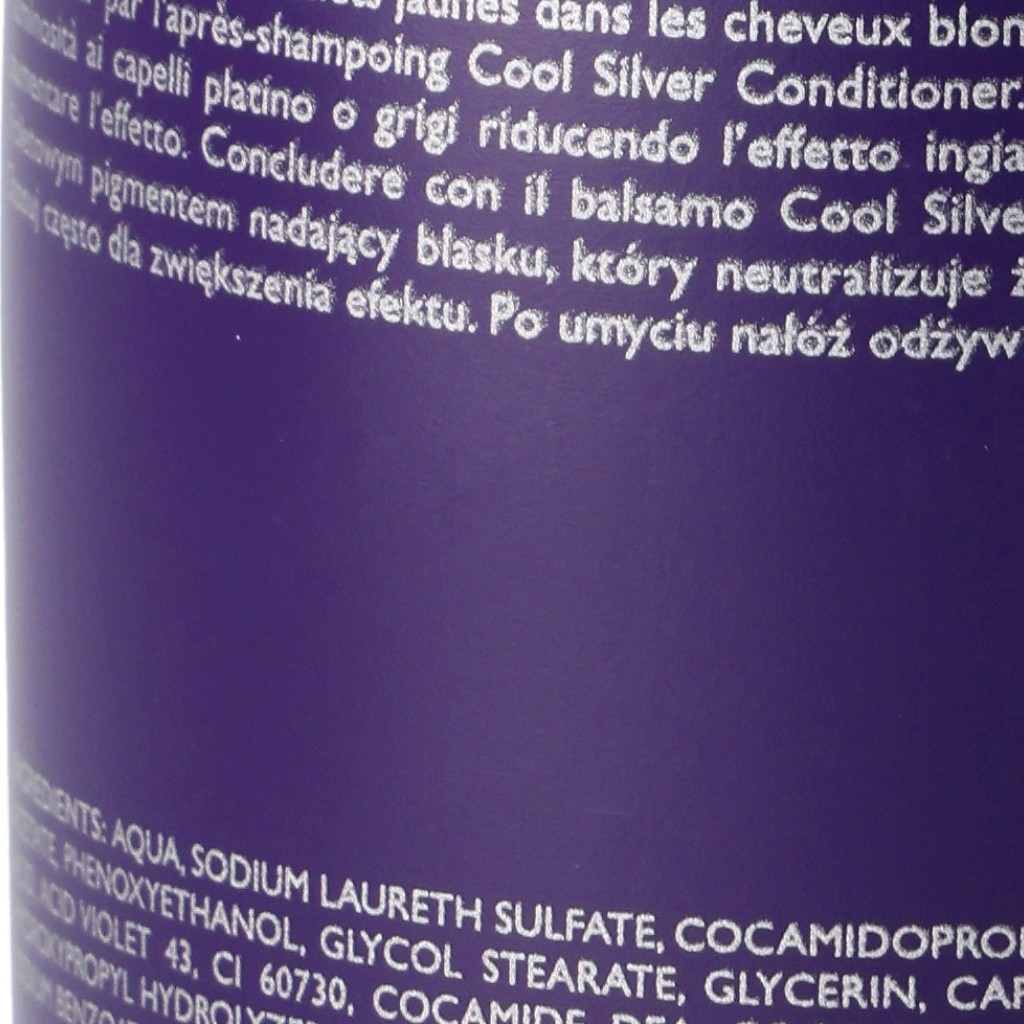 jaunes dans les cheveux blon
par l'après-shampoing Cool Silver Conditioner.
ai capelli platino o grigi riducendo l'effetto ingia
l'effetto. Concludere con il balsamo Cool Silve
pigmentem nadający blasku, który neutralizuje ż
często dla zwiększenia efektu. Po umyciu nałóż odżyw
INGREDIENTS: AQUA, SODIUM LAURETH SULFATE, COCAMIDOPRO
PHENOXYETHANOL, GLYCOL STEARATE, GLYCERIN, CAP
ACID VIOLET 43, CI 60730, COCAMIDE DEA,